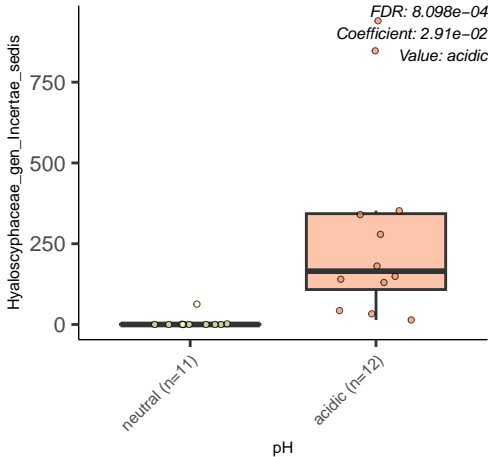 FDR: 8.098e−04
Coefficient: 2.91e−02
Value: acidic
Hyaloscyphaceae_gen_Incertae_sedis
750
500
250
0
neutral (n=11)
acidic (n=12)
pH